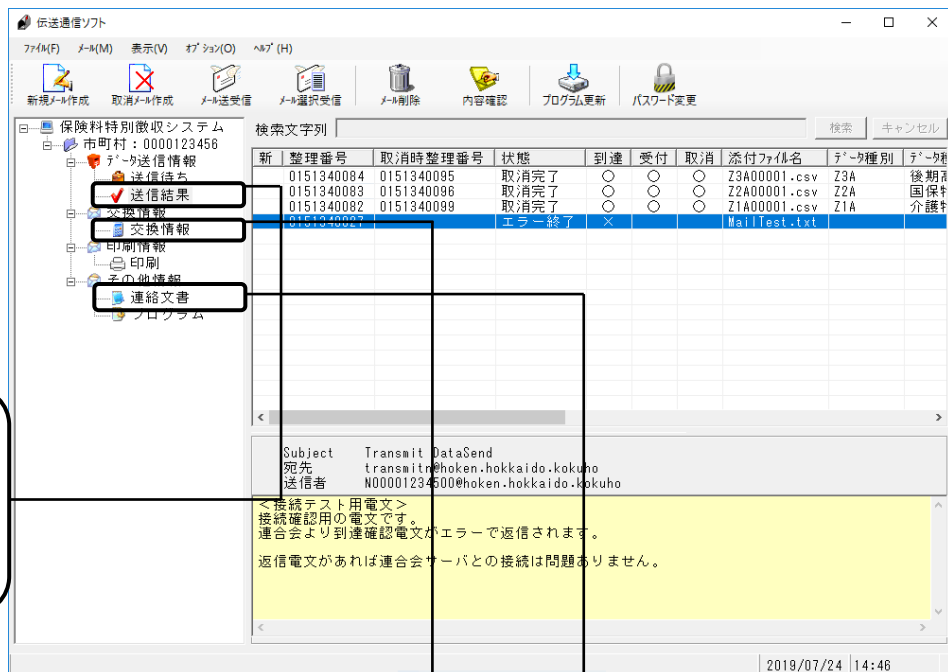 伝送通信ソフト
ﾌｧｲﾙ(F) ﾒｰﾙ(M) 表示(V) ｵﾌﾟｼｮﾝ(O) ﾍﾙﾌﾟ(H)
新規ﾒｰﾙ作成 取消ﾒｰﾙ作成 ﾒｰﾙ送受信 ﾒｰﾙ選択受信 ﾒｰﾙ削除 内容確認 ﾌﾟﾛｸﾞﾗﾑ更新 ﾊﾟｽﾜｰﾄﾞ変更
保険料特別徴収システム
市町村：0000123456
ﾃﾞｰﾀ送信情報
送信待ち
送信結果
交換情報
交換情報
印刷情報
印刷
その他情報
連絡文書
プログラム
検索文字列 検索 キャンセル
新 整理番号 取消時整理番号 状態 到達 受付 取消 添付ﾌｧｲﾙ名 ﾃﾞｰﾀ種別
0151340084 0151340095 取消完了 ○ ○ ○ Z3A00001.csv Z3A 後期高
0151340083 0151340096 取消完了 ○ ○ ○ Z2A00001.csv Z2A 国保特
0151340082 0151340099 取消完了 ○ ○ ○ Z1A00001.csv Z1A 介護特
0151340027 エラー終了 × MailTest.txt
Subject Transmit DataSend
宛先 transmitn@hoken.hokkaido.kokuho
送信者 N00001234500@hoken.hokkaido.kokuho
＜接続テスト用電文＞
接続確認用の電文です。
連合会より到達確認電文がエラーで返信されます。
返信電文があれば連合会サーバとの接続は問題ありません。
2019/07/24 14:46